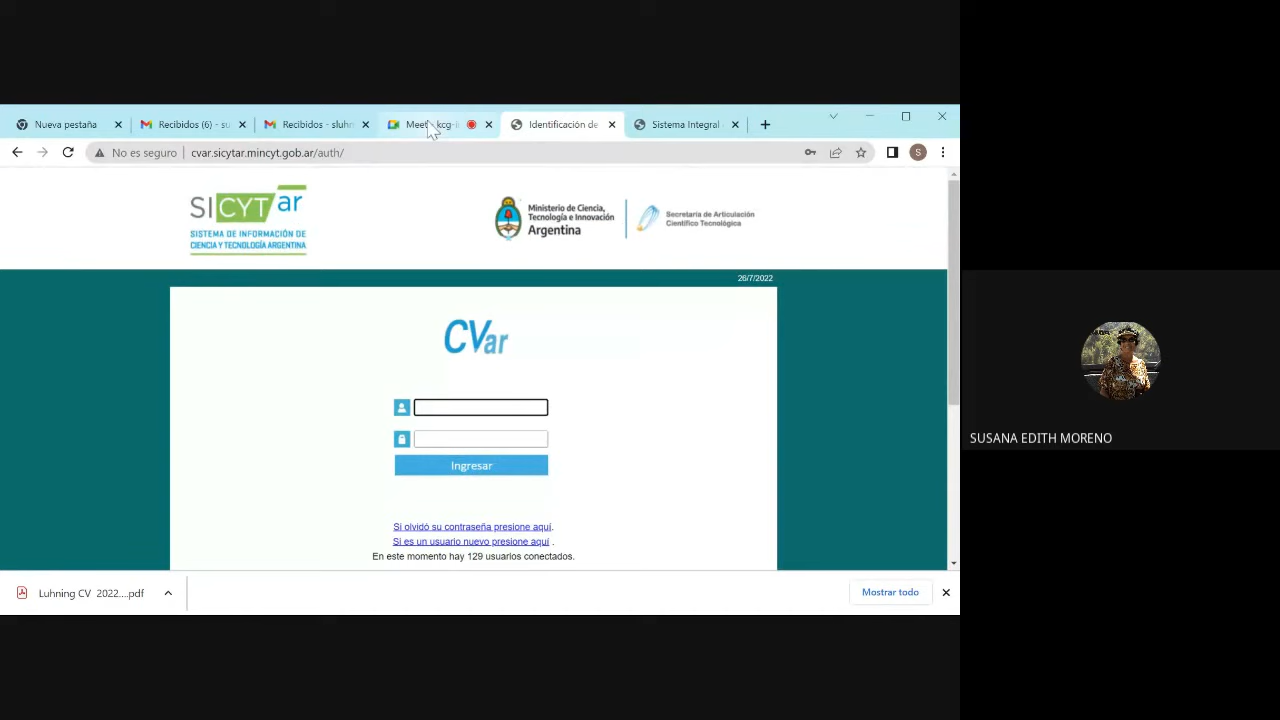 Nueva pestaña
Recibidos (6) - su
Recibidos - sluhm
Meet
Identificación de
Sistema Integral
No es seguro
cvar.sicytar.mincyt.gob.ar/auth/
S
SICYTar
SISTEMA DE INFORMACIÓN DE
CIENCIA Y TECNOLOGÍA ARGENTINA
Ministerio de Ciencia,
Tecnología e Innovación
Argentina
Secretaría de Articulación
Científico Tecnológica
26/7/2022
CVar
Ingresar
Si olvidó su contraseña presione aquí.
Si es un usuario nuevo presione aquí .
En este momento hay 129 usuarios conectados.
SUSANA EDITH MORENO
Luhning CV 2022....pdf
Mostrar todo